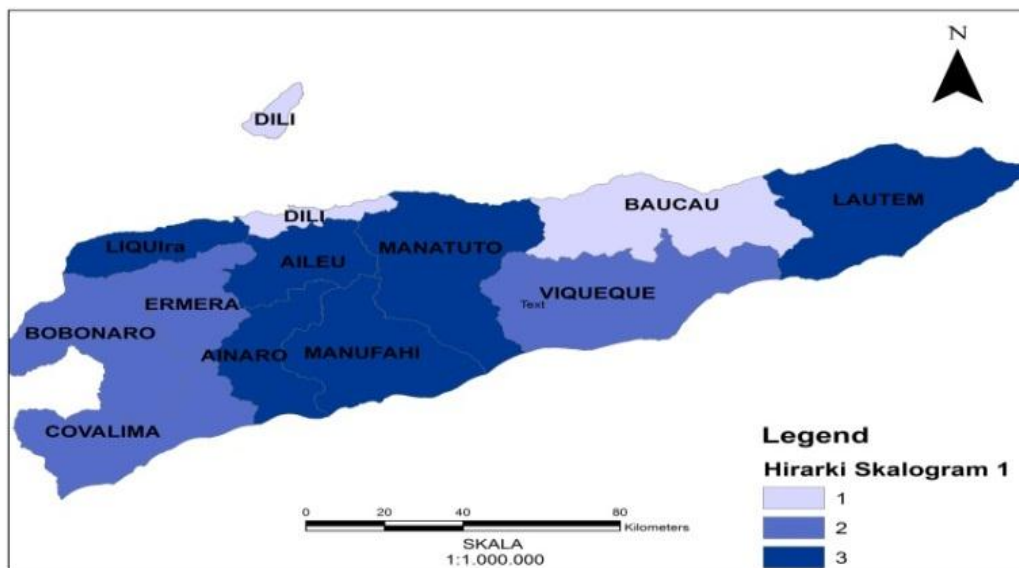 N
DILI
DILI
BAUCAU
LAUTEM
LIQUIra
AILEU
MANATUTO
ERMERA
VIQUEQUE
Text
BOBONARO
AINARO
MANUFAHI
COVALIMA
Legend
Hirarki Skalogram 1
1
2
3
0 20 40 80
Kilometers
SKALA
1:1.000.000